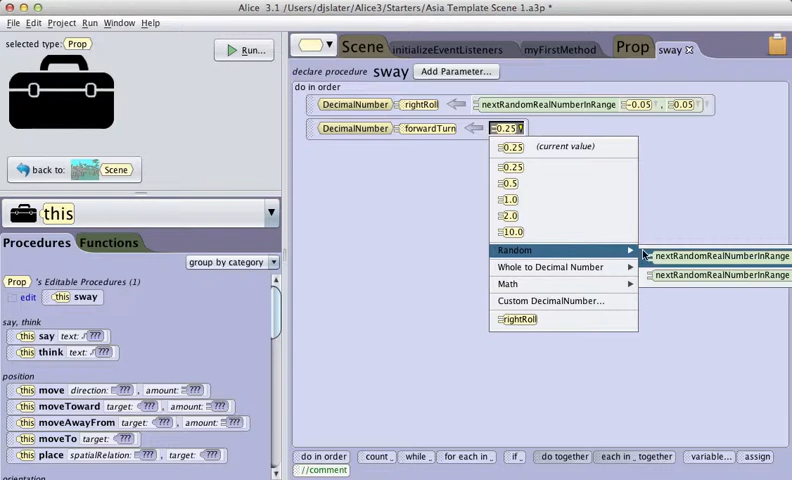 Alice 3.1 /Users/djslater/Alice3/Starters/Asia Template Scene 1.a3p *
File Edit Project Run Window Help
selected type: Prop
Run...
back to: Scene
this
Procedures Functions
group by category
Prop 's Editable Procedures (1)
edit this sway
say, think
this say text: ???
this think text: ???
position
this move direction: ??? , amount: ???
this moveToward target: ??? , amount: ???
this moveAwayFrom target: ??? , amount: ???
this moveTo target: ???
this place spatialRelation: ??? , target: ???
orientation
Scene initializeEventListeners myFirstMethod Prop sway
declare procedure sway Add Parameter...
do in order
DecimalNumber rightRoll nextRandomRealNumberInRange -0.05 , 0.05
DecimalNumber forwardTurn 0.25
0.25 (current value)
0.25
0.5
1.0
2.0
10.0
Random
Whole to Decimal Number
Math
Custom DecimalNumber...
rightRoll
nextRandomRealNumberInRange
nextRandomRealNumberInRange
do in order count _ while _ for each in _ if _ do together each in _ together variable... assign
//comment